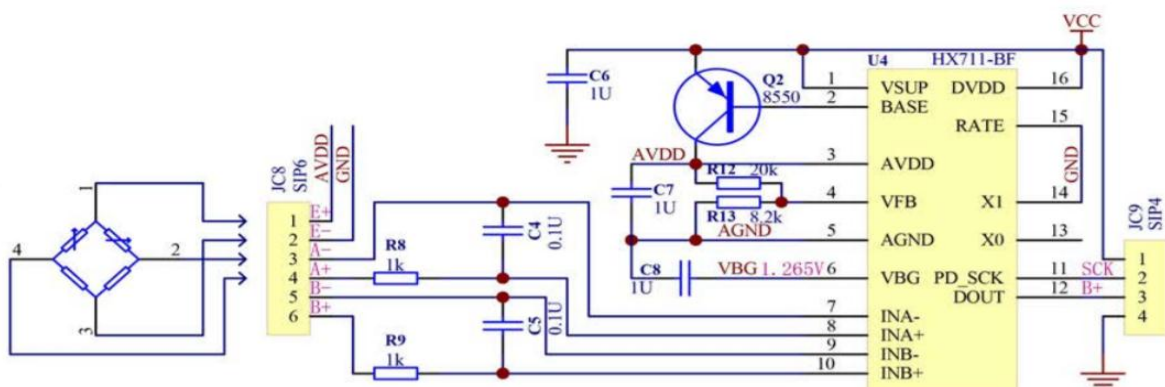 VCC
U4
HX711-BF
C6
1U
Q2
8550
1
VSUP
DVDD
16
2
BASE
RATE
15
AVDD
3
AVDD
R12
20k
C7
1U
4
VFB
X1
14
GND
R13
8.2k
AGND
5
AGND
X0
13
C8
1U
VBG 1.265V
6
VBG
PD_SCK
11
SCK
DOUT
12
B+
7
INA-
8
INA+
9
INB-
10
INB+
JC9
SIP4
1
2
3
4
JC8
SIP6
AVDD
GND
1
E+
2
E-
3
A-
4
A+
5
B-
6
B+
R8
1k
C4
0.1U
C5
0.1U
R9
1k
1
4
2
3